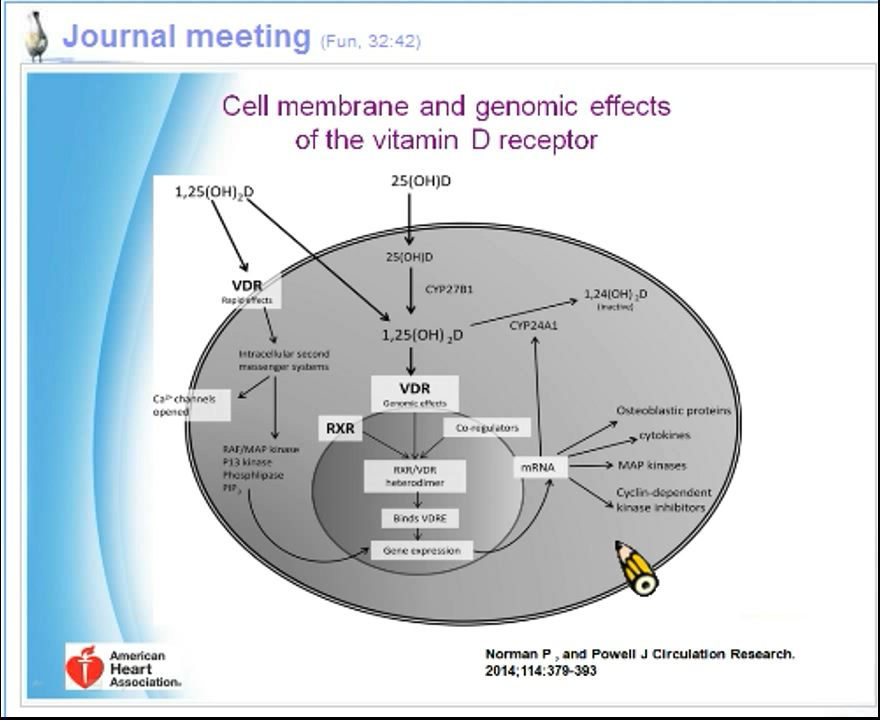 Journal meeting (Fun, 32:42)
Cell membrane and genomic effects
of the vitamin D receptor
1,25(OH)₂D
25(OH)D
25(OH)D
CYP27B1
VDR
Rapid effects
1,24(OH)₂D
(inactive)
CYP24A1
1,25(OH)₂D
Intracellular second
messenger systems
VDR
Genomic effects
Ca²⁺ channels
opened
RXR
Co-regulators
Osteoblastic proteins
cytokines
RAF/MAP kinase
P13 kinase
Phosphlipase
PIP₂
RXR/VDR
heterodimer
mRNA
MAP kinases
Cyclin-dependent
kinase inhibitors
Binds VDRE
Gene expression
American
Heart
Association®
Norman P , and Powell J Circulation Research.
2014;114:379-393